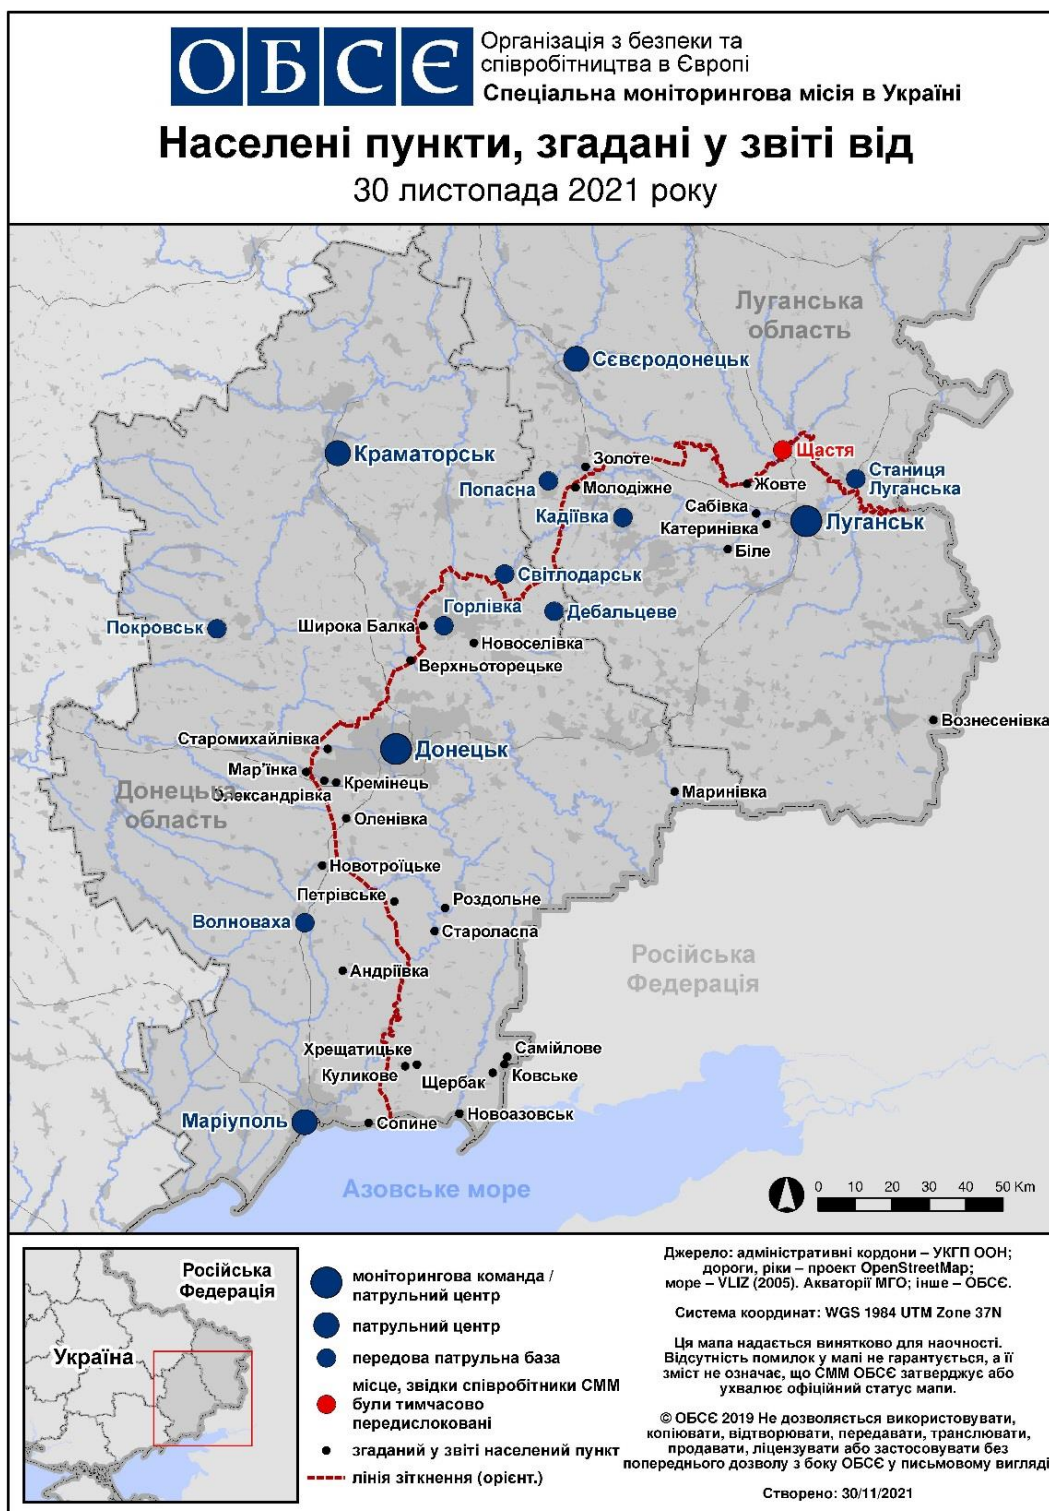 ОБСЄ
Організація з безпеки та
співробітництва в Європі
Спеціальна моніторингова місія в Україні
Населені пункти, згадані у звіті від
30 листопада 2021 року
Луганська
область
Сєвєродонецьк
Краматорськ
Золоте
Щастя
Попасна
Молодіжне
Жовте
Станиця
Луганська
Кадіївка
Сабівка
Катеринівка
Луганськ
Біле
Світлодарськ
Горлівка
Дебальцеве
Покровськ
Широка Балка
Новоселівка
Верхньоторецьке
Вознесенівка
Старомихайлівка
Донецьк
Мар'їнка
Кремінець
Маринівка
Донецька
область
Олександрівка
Оленівка
Новотроїцьке
Петрівське
Роздольне
Волноваха
Староласпа
Російська
Федерація
Андріївка
Хрещатицьке
Самійлове
Куликове
Щербак
Ковське
Маріуполь
Сопине
Новоазовськ
Азовське море
0 10 20 30 40 50 Km
Російська
Федерація
Україна
моніторингова команда /
патрульний центр
патрульний центр
передова патрульна база
місце, звідки співробітники СММ
були тимчасово
передислоковані
згаданий у звіті населений пункт
лінія зіткнення (орієнт.)
Джерело: адміністративні кордони – УКГП ООН;
дороги, ріки – проект OpenStreetMap;
море – VLIZ (2005). Акваторії МГО; інше – ОБСЄ.
Система координат: WGS 1984 UTM Zone 37N
Ця мапа надається винятково для наочності.
Відсутність помилок у мапі не гарантується, а її
зміст не означає, що СММ ОБСЄ затверджує або
ухвалює офіційний статус мапи.
© ОБСЄ 2019 Не дозволяється використовувати,
копіювати, відтворювати, передавати, транслювати,
продавати, ліцензувати або застосовувати без
попереднього дозволу з боку ОБСЄ у письмовому вигляді
Створено: 30/11/2021